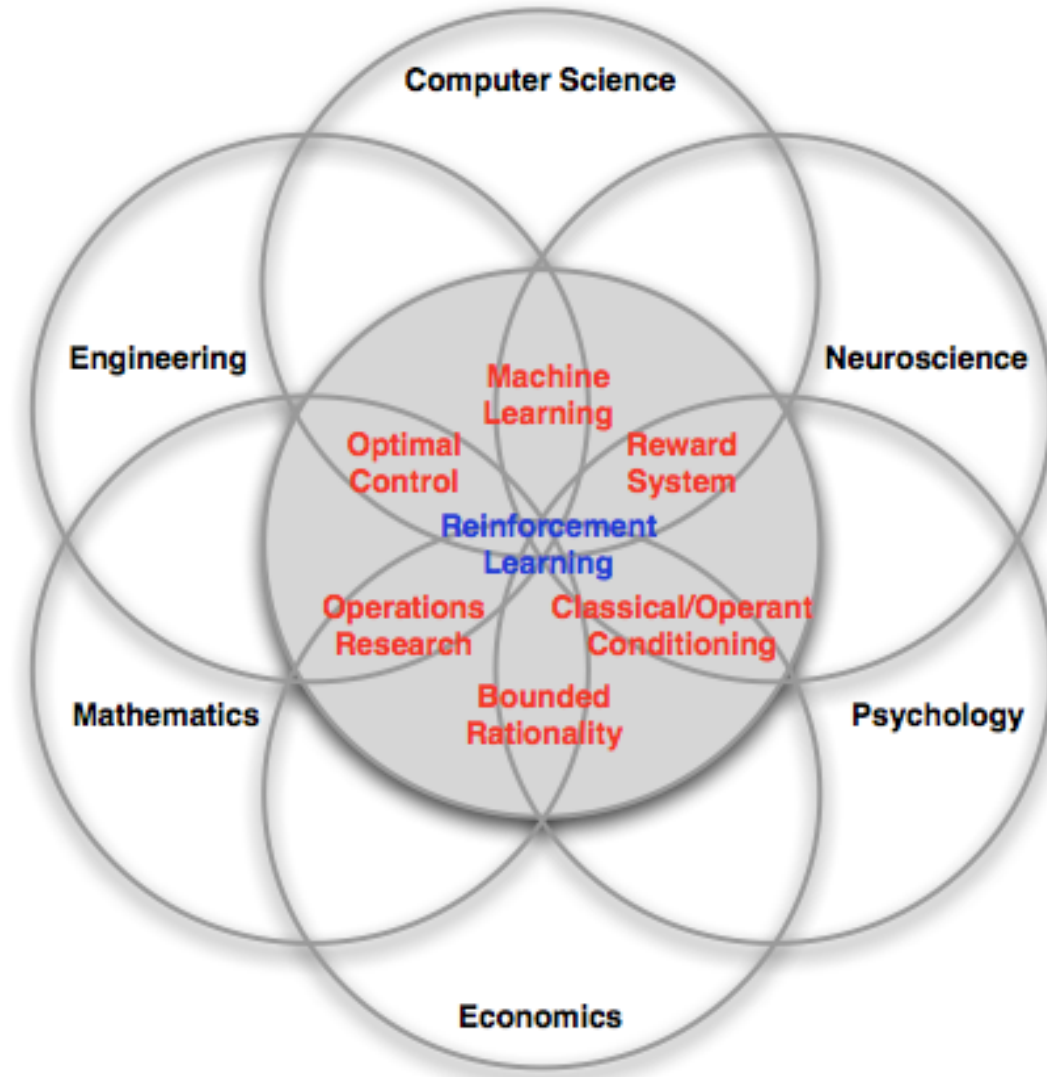 Computer Science
Engineering
Neuroscience
Machine
Learning
Optimal
Control
Reward
System
Reinforcement
Learning
Operations
Research
Classical/Operant
Conditioning
Bounded
Rationality
Mathematics
Psychology
Economics